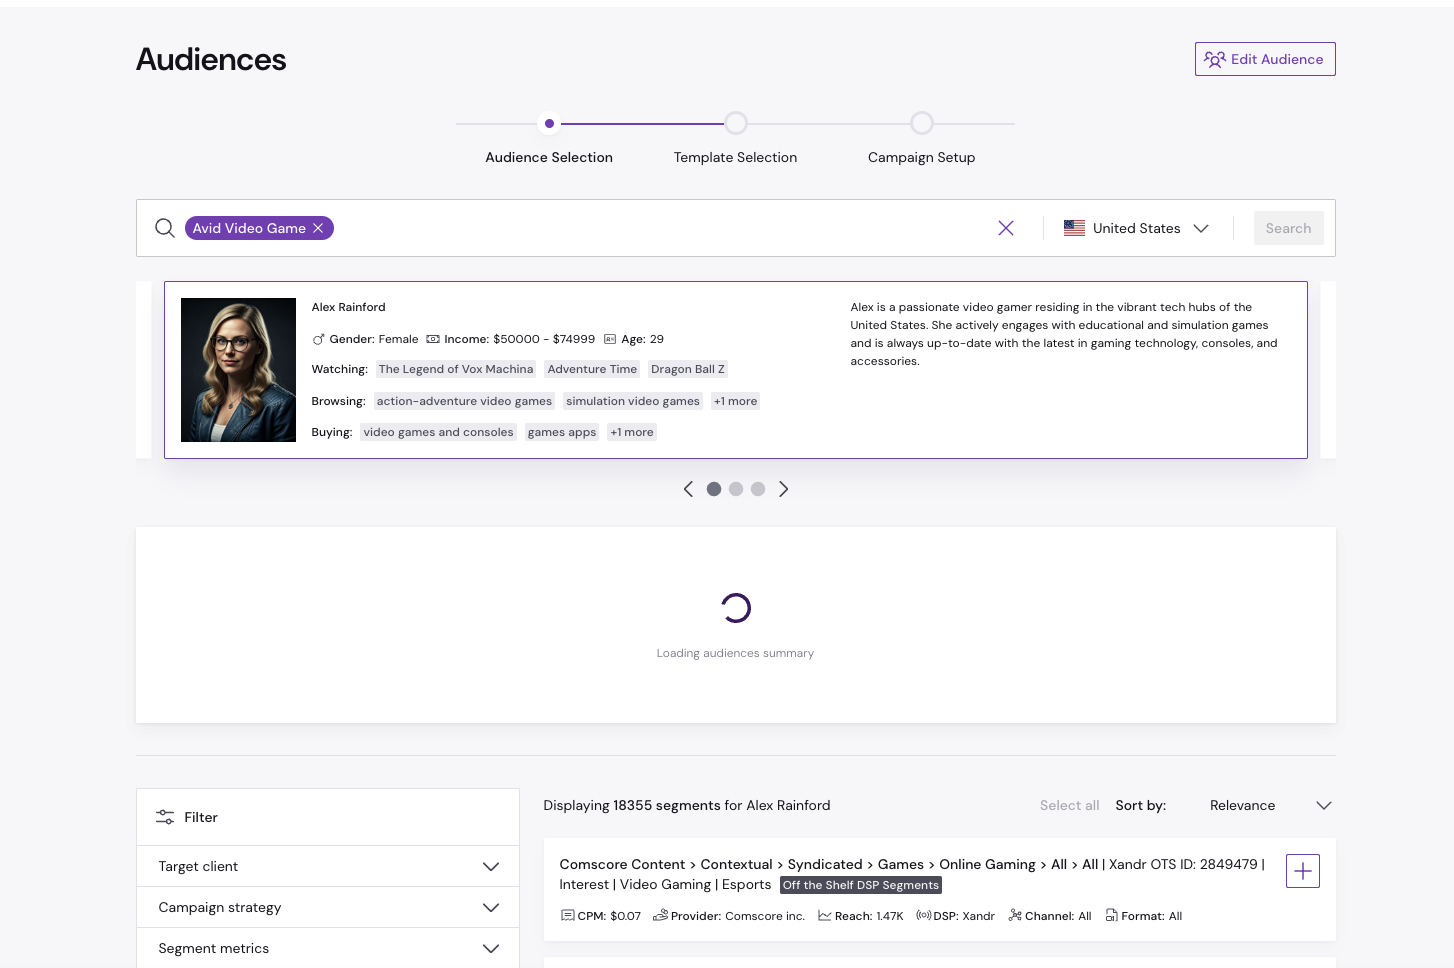 Audiences
Edit Audience
Audience Selection
Template Selection
Campaign Setup
Avid Video Game
United States
Search
Alex Rainford
Gender: Female Income: $50000 - $74999 Age: 29
Watching: The Legend of Vox Machina Adventure Time Dragon Ball Z
Browsing: action-adventure video games simulation video games +1 more
Buying: video games and consoles games apps +1 more
Alex is a passionate video gamer residing in the vibrant tech hubs of the
United States. She actively engages with educational and simulation games
and is always up-to-date with the latest in gaming technology, consoles, and
accessories.
Loading audiences summary
Filter
Target client
Campaign strategy
Segment metrics
Displaying 18355 segments for Alex Rainford
Select all
Sort by:
Relevance
Comscore Content > Contextual > Syndicated > Games > Online Gaming > All > All | Xandr OTS ID: 2849479 |
Interest | Video Gaming | Esports Off the Shelf DSP Segments
CPM: $0.07 Provider: Comscore inc. Reach: 1.47K DSP: Xandr Channel: All Format: All